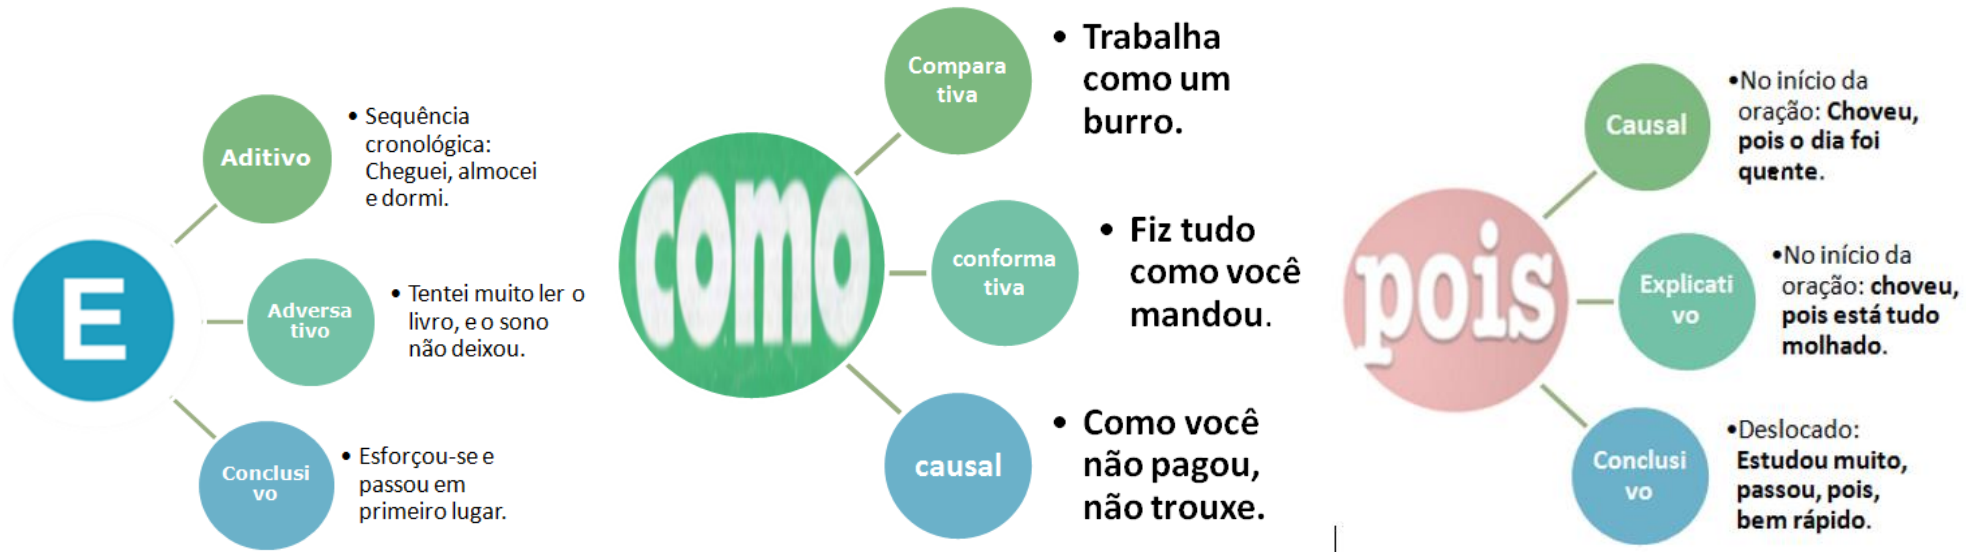 E
Aditivo
• Sequência
cronológica:
Cheguei, almocei
e dormi.
Adversa
tivo
• Tentei muito ler o
livro, e o sono
não deixou.
Conclusi
vo
• Esforçou-se e
passou em
primeiro lugar.
como
Compara
tiva
• Trabalha
como um
burro.
conforma
tiva
• Fiz tudo
como você
mandou.
causal
• Como você
não pagou,
não trouxe.
pois
Causal
•No início da
oração: Choveu,
pois o dia foi
quente.
Explicati
vo
•No início da
oração: choveu,
pois está tudo
molhado.
Conclusi
vo
•Deslocado:
Estudou muito,
passou, pois,
bem rápido.